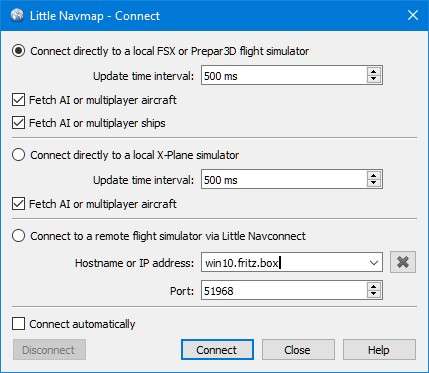 Little Navmap - Connect
Connect directly to a local FSX or Prepar3D flight simulator
Update time interval: 500 ms
Fetch AI or multiplayer aircraft
Fetch AI or multiplayer ships
Connect directly to a local X-Plane simulator
Update time interval: 500 ms
Fetch AI or multiplayer aircraft
Connect to a remote flight simulator via Little Navconnect
Hostname or IP address: win10.fritz.box
Port: 51968
Connect automatically
Disconnect Connect Close Help